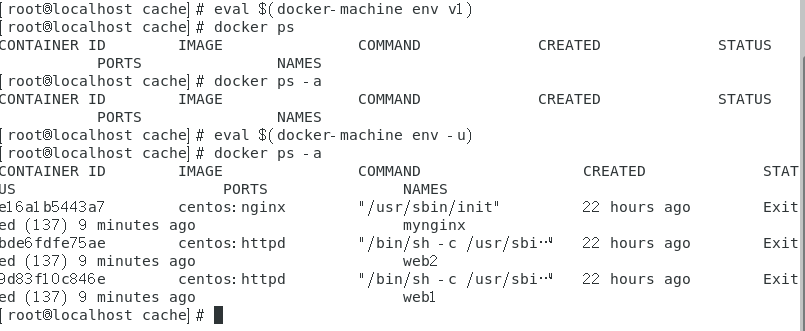 [root@localhost cache]# eval $(docker-machine env v1)
[root@localhost cache]# docker ps
CONTAINER ID        IMAGE               COMMAND             CREATED             STATUS
           PORTS               NAMES
[root@localhost cache]# docker ps -a
CONTAINER ID        IMAGE               COMMAND             CREATED             STATUS
           PORTS               NAMES
[root@localhost cache]# eval $(docker-machine env -u)
[root@localhost cache]# docker ps -a
CONTAINER ID        IMAGE               COMMAND                  CREATED             STAT
US                       PORTS               NAMES
e16a1b5443a7        centos:nginx        "/usr/sbin/init"         22 hours ago        Exit
ed (137) 9 minutes ago                       mynginx
bde6fdfe75ae        centos:httpd        "/bin/sh -c /usr/sbi…"   22 hours ago        Exit
ed (137) 9 minutes ago                       web2
9d83f10c846e        centos:httpd        "/bin/sh -c /usr/sbi…"   22 hours ago        Exit
ed (137) 9 minutes ago                       web1
[root@localhost cache]#